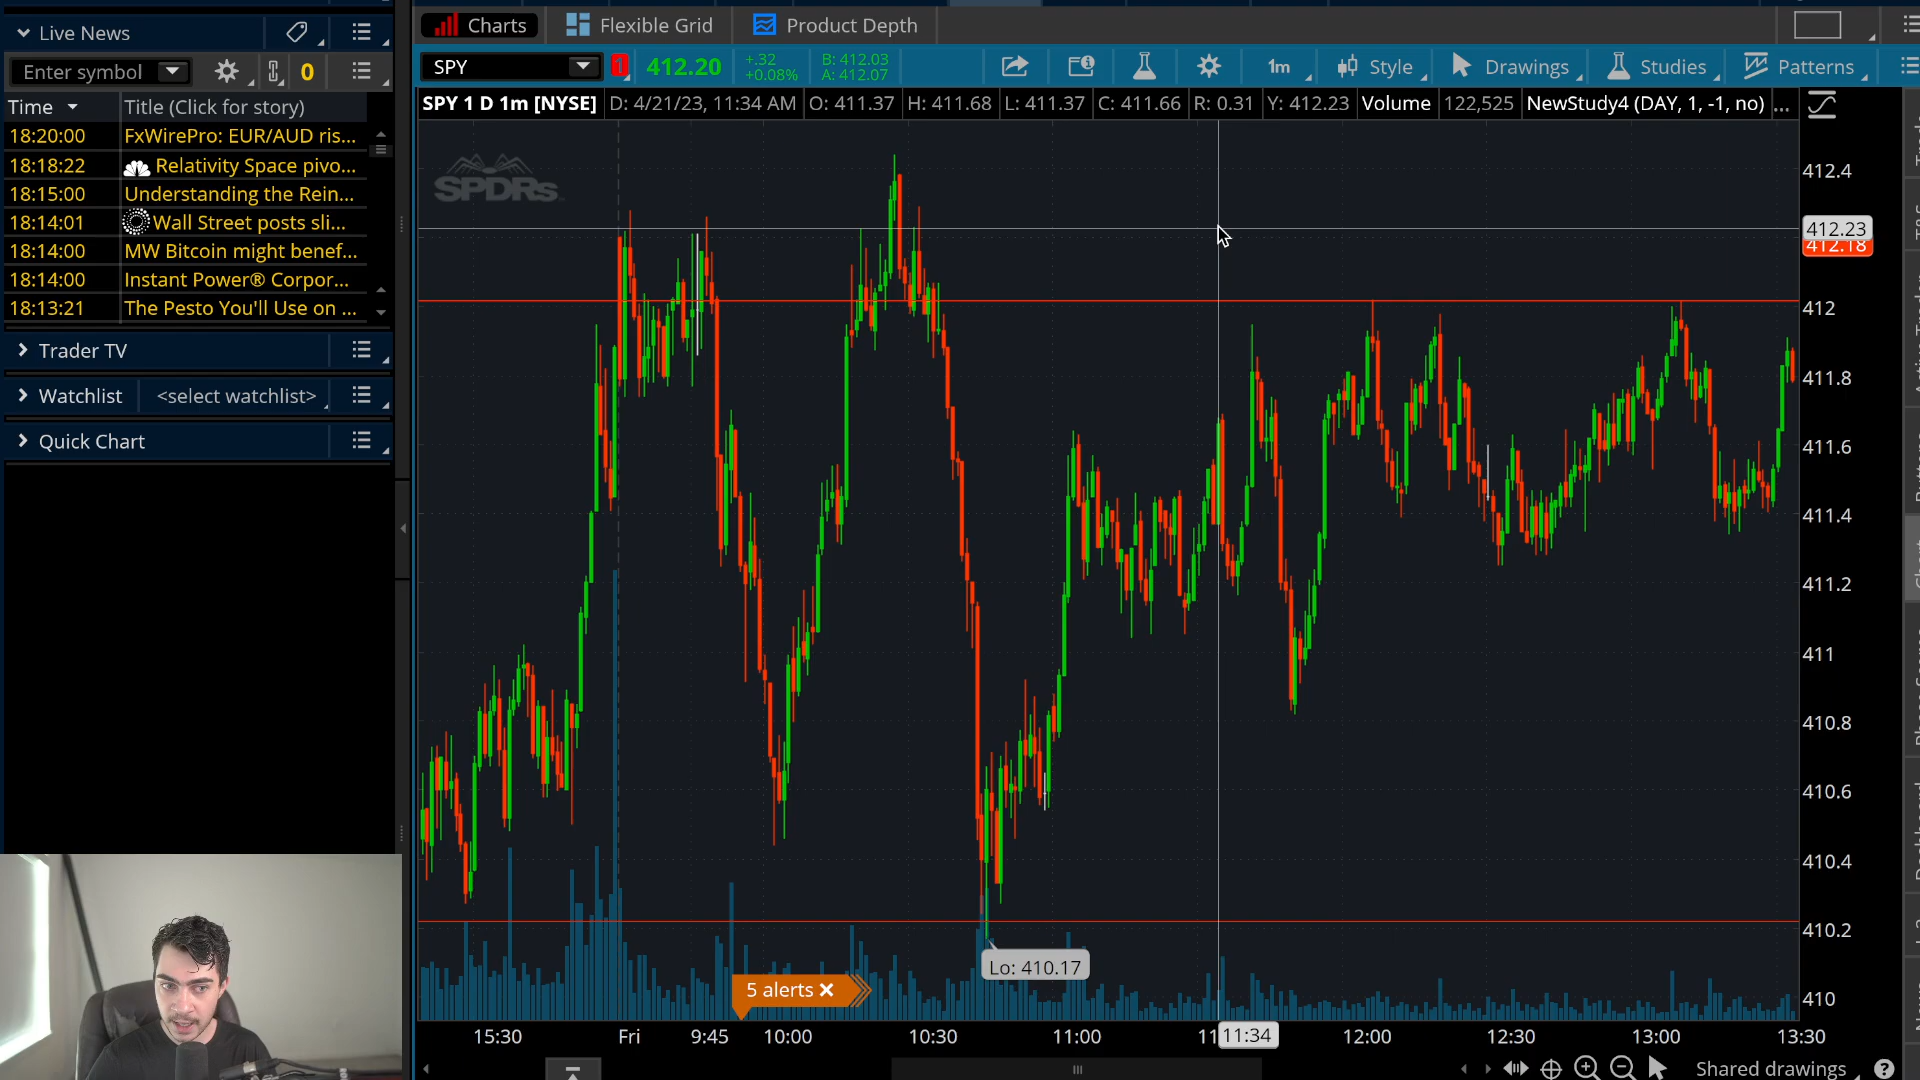 Live News
Enter symbol
0
Time
Title (Click for story)
18:20:00 FxWirePro: EUR/AUD ris...
18:18:22 Relativity Space pivo...
18:15:00 Understanding the Rein...
18:14:01 Wall Street posts sli...
18:14:00 MW Bitcoin might benef...
18:14:00 Instant Power® Corpor...
18:13:21 The Pesto You'll Use on ...
Trader TV
Watchlist <select watchlist>
Quick Chart
Charts Flexible Grid Product Depth
SPY 1 412.20 +.32 +0.08% B: 412.03 A: 412.07 1m Style Drawings Studies Patterns
SPY 1 D 1m [NYSE] D: 4/21/23, 11:34 AM O: 411.37 H: 411.68 L: 411.37 C: 411.66 R: 0.31 Y: 412.23 Volume 122,525 NewStudy4 (DAY, 1, -1, no) ...
SPDRs
412.4
412.23
412.18
412
411.8
411.6
411.4
411.2
411
410.8
410.6
410.4
410.2
410
Lo: 410.17
5 alerts
15:30 Fri 9:45 10:00 10:30 11:00 11:34 12:00 12:30 13:00 13:30
Shared drawings